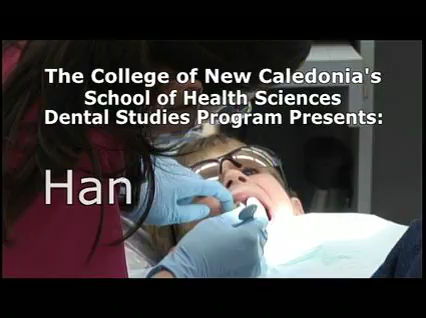 The College of New Caledonia's
School of Health Sciences
Dental Studies Program Presents:
Han